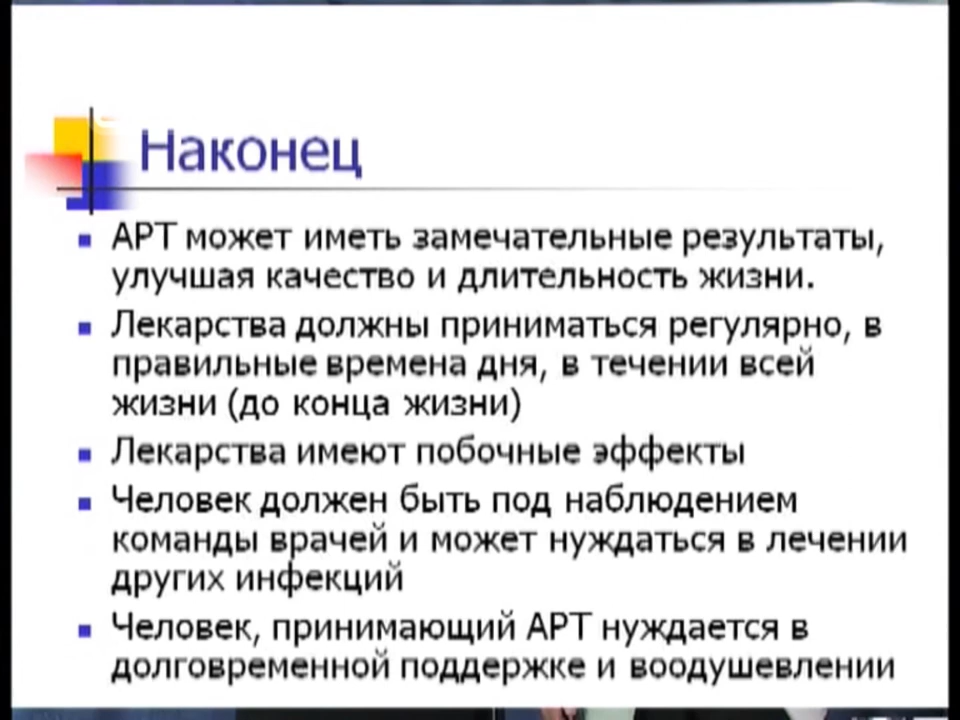 Наконец
АРТ может иметь замечательные результаты,
улучшая качество и длительность жизни.
Лекарства должны приниматься регулярно, в
правильные времена дня, в течении всей
жизни (до конца жизни)
Лекарства имеют побочные эффекты
Человек должен быть под наблюдением
команды врачей и может нуждаться в лечении
других инфекций
Человек, принимающий АРТ нуждается в
долговременной поддержке и воодушевлении